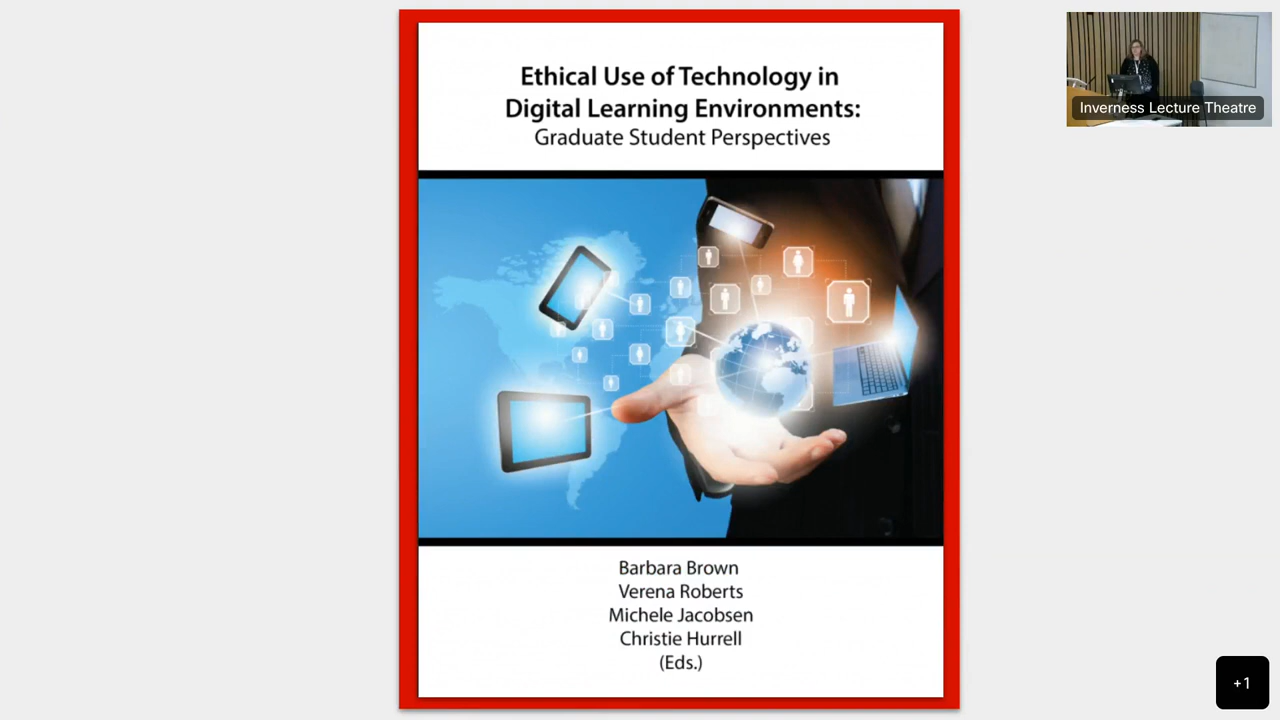 Ethical Use of Technology in
Digital Learning Environments:
Graduate Student Perspectives
Barbara Brown
Verena Roberts
Michele Jacobsen
Christie Hurrell
(Eds.)
Inverness Lecture Theatre
+1